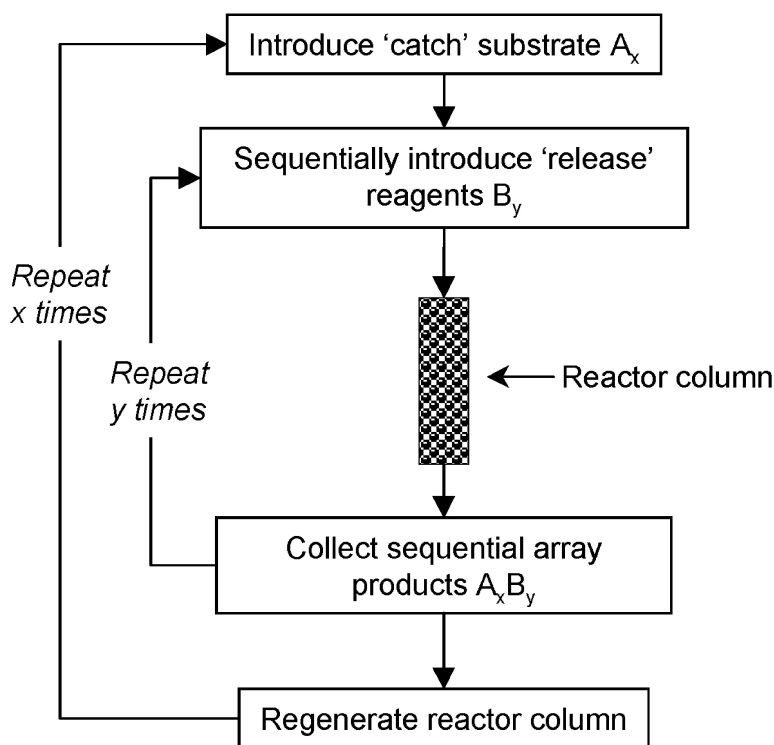 Introduce ‘catch’ substrate Aₓ
Sequentially introduce ‘release’
reagents Bᵧ
Repeat
x times
Repeat
y times
Reactor column
Collect sequential array
products AₓBᵧ
Regenerate reactor column